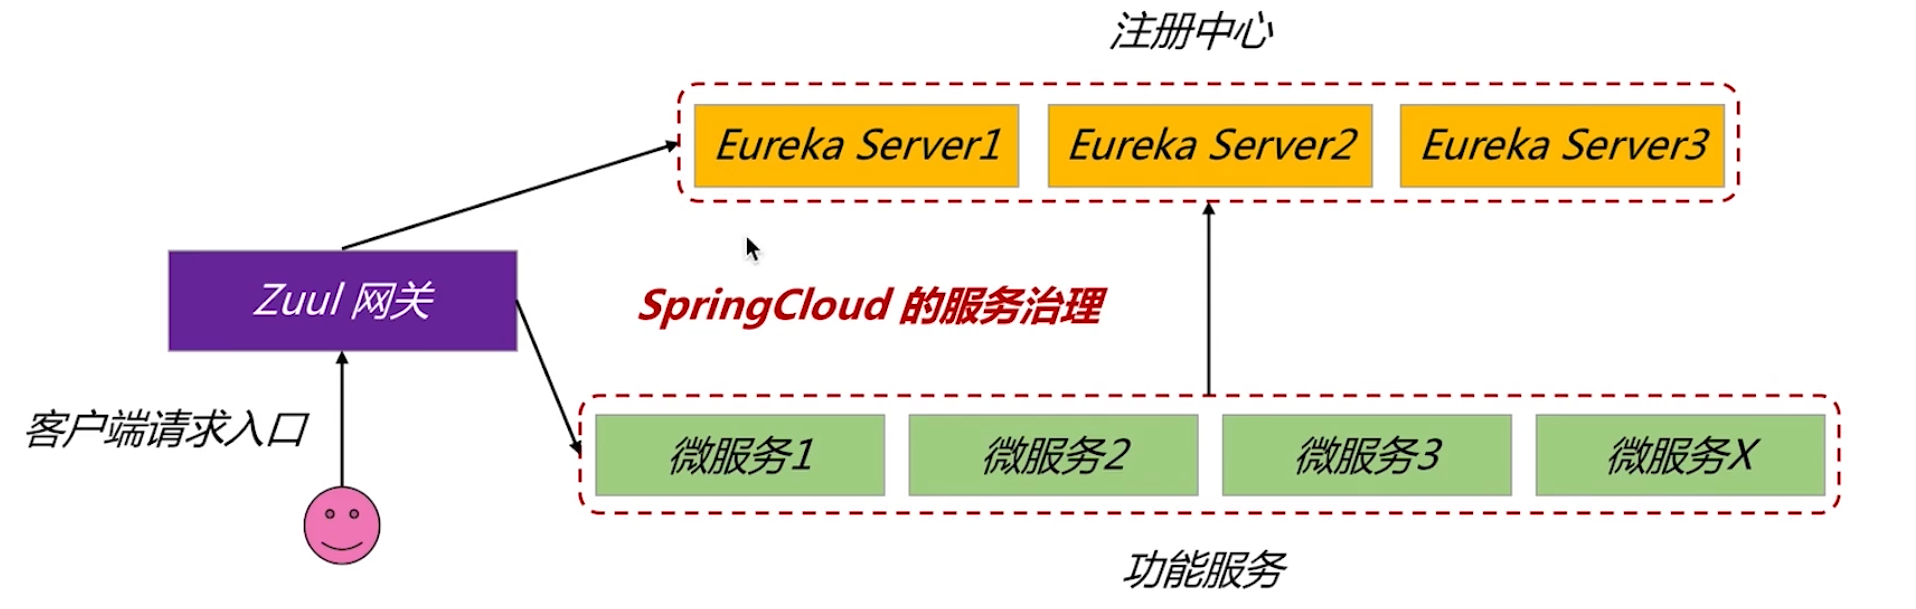 注册中心
Eureka Server1
Eureka Server2
Eureka Server3
Zuul 网关
SpringCloud 的服务治理
客户端请求入口
微服务1
微服务2
微服务3
微服务X
功能服务